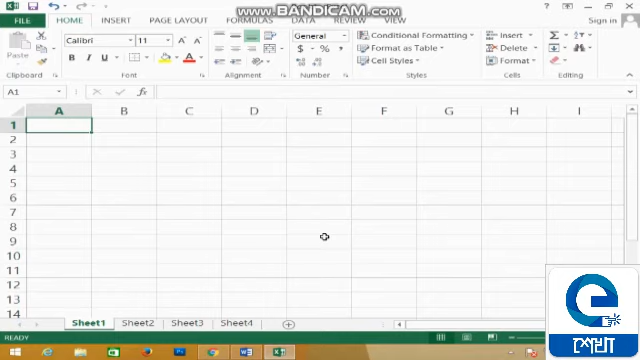 www.BANDICAM.com
FILE HOME INSERT PAGE LAYOUT FORMULAS DATA REVIEW VIEW
Sign in
Calibri 11 General Conditional Formatting Insert
Paste Format as Table Delete
B I U A $ % , Cell Styles Format
Clipboard Font Alignment Number Styles Cells Editing
A1 fx
A B C D E F G H I
1
2
3
4
5
6
7
8
9
10
11
12
13
14
Sheet1 Sheet2 Sheet3 Sheet4
READY
e
শেখা